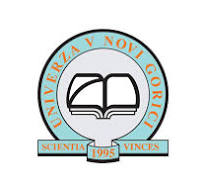 UNIVERZA V NOVI GORICI
SCIENTIA VINCES
1995